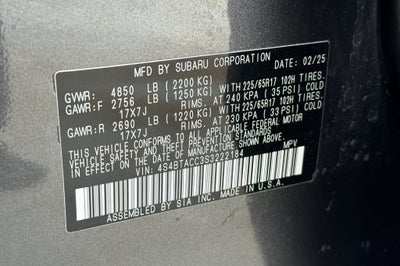 MFD. BY SUBARU CORPORATION DATE: 02/25
GVWR: 4850 LB (2200 KG)
GAWR:F 2756 LB (1250 KG) WITH 225/65R17 102H TIRES.
17X7J RIMS. AT 240 KPA ( 35 PSI) COLD
GAWR:R 2690 LB (1220 KG) WITH 225/65R17 102H TIRES.
17X7J RIMS. AT 230 KPA ( 33 PSI) COLD
THIS VEHICLE CONFORMS TO ALL APPLICABLE FEDERAL MOTOR
VEHICLE SAFETY AND THEFT PREVENTION STANDARDS
IN EFFECT ON THE DATE OF MANUFACTURE SHOWN ABOVE.
VIN: 4S4BTACC3S3222184 MPV
ASSEMBLED BY SIA INC. MADE IN U.S.A.